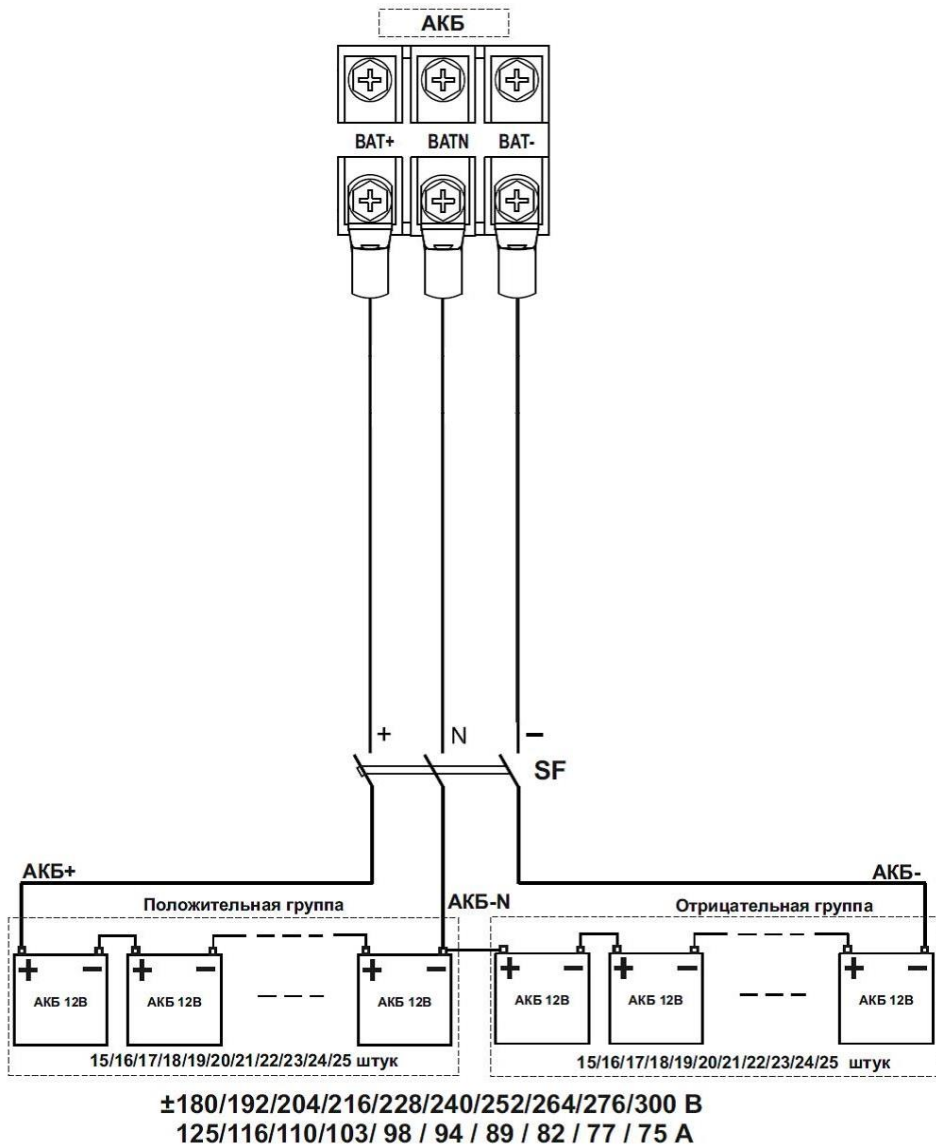 АКБ
BAT+ BATN BAT-
+ N −
SF
АКБ+
АКБ-
Положительная группа
АКБ-N
Отрицательная группа
+ − + − + − + − + − + −
АКБ 12В АКБ 12В АКБ 12В АКБ 12В АКБ 12В АКБ 12В
15/16/17/18/19/20/21/22/23/24/25 штук
15/16/17/18/19/20/21/22/23/24/25 штук
±180/192/204/216/228/240/252/264/276/300 В
125/116/110/103/ 98 / 94 / 89 / 82 / 77 / 75 А